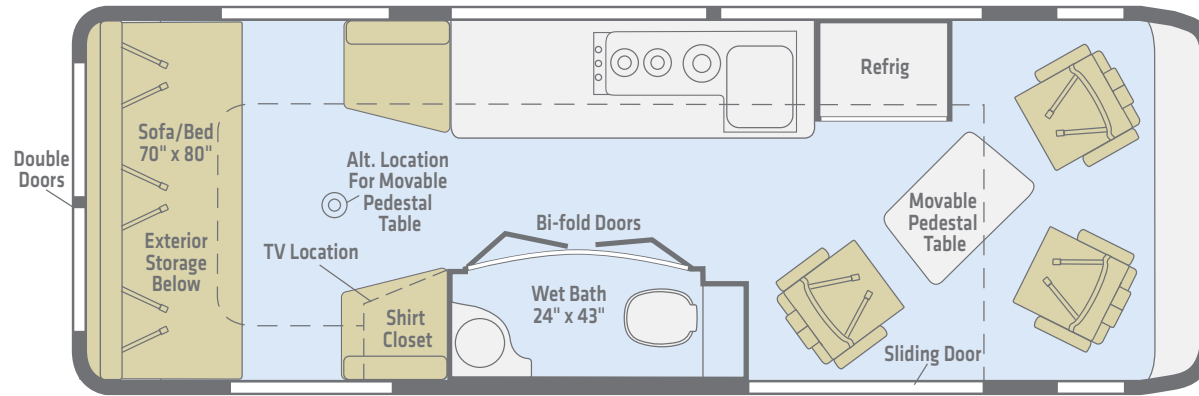 Refrig
Sofa/Bed
70" x 80"
Double
Doors
Alt. Location
For Movable
Pedestal
Table
Movable
Pedestal
Table
Bi-fold Doors
Exterior
Storage
Below
TV Location
Wet Bath
24" x 43"
Shirt
Closet
Sliding Door